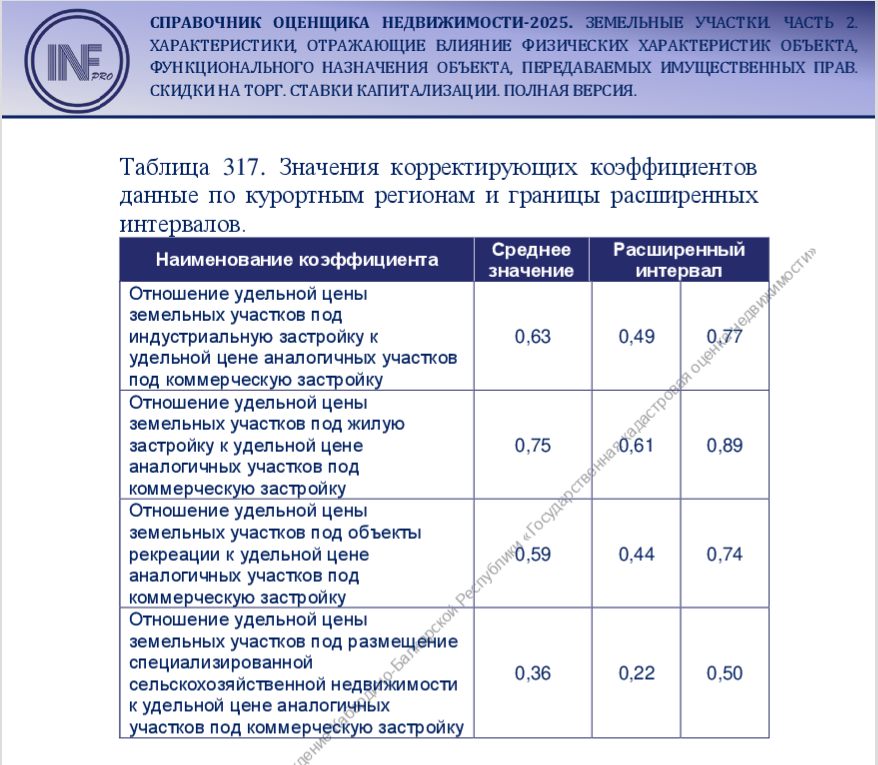 СПРАВОЧНИК ОЦЕНЩИКА НЕДВИЖИМОСТИ-2025. ЗЕМЕЛЬНЫЕ УЧАСТКИ. ЧАСТЬ 2.
ХАРАКТЕРИСТИКИ, ОТРАЖАЮЩИЕ ВЛИЯНИЕ ФИЗИЧЕСКИХ ХАРАКТЕРИСТИК ОБЪЕКТА,
ФУНКЦИОНАЛЬНОГО НАЗНАЧЕНИЯ ОБЪЕКТА, ПЕРЕДАВАЕМЫХ ИМУЩЕСТВЕННЫХ ПРАВ.
СКИДКИ НА ТОРГ. СТАВКИ КАПИТАЛИЗАЦИИ. ПОЛНАЯ ВЕРСИЯ.
INF PRO
Таблица 317. Значения корректирующих коэффициентов
данные по курортным регионам и границы расширенных
интервалов.
Наименование коэффициента
Среднее
значение
Расширенный
интервал
Отношение удельной цены
земельных участков под
индустриальную застройку к
удельной цене аналогичных участков
под коммерческую застройку
0,63 0,49 0,77
Отношение удельной цены
земельных участков под жилую
застройку к удельной цене
аналогичных участков под
коммерческую застройку
0,75 0,61 0,89
Отношение удельной цены
земельных участков под объекты
рекреации к удельной цене
аналогичных участков под
коммерческую застройку
0,59 0,44 0,74
Отношение удельной цены
земельных участков под размещение
специализированной
сельскохозяйственной недвижимости
к удельной цене аналогичных
участков под коммерческую застройку
0,36 0,22 0,50
Кабардино-Балкарской Республики «Государственная кадастровая оценка недвижимости»